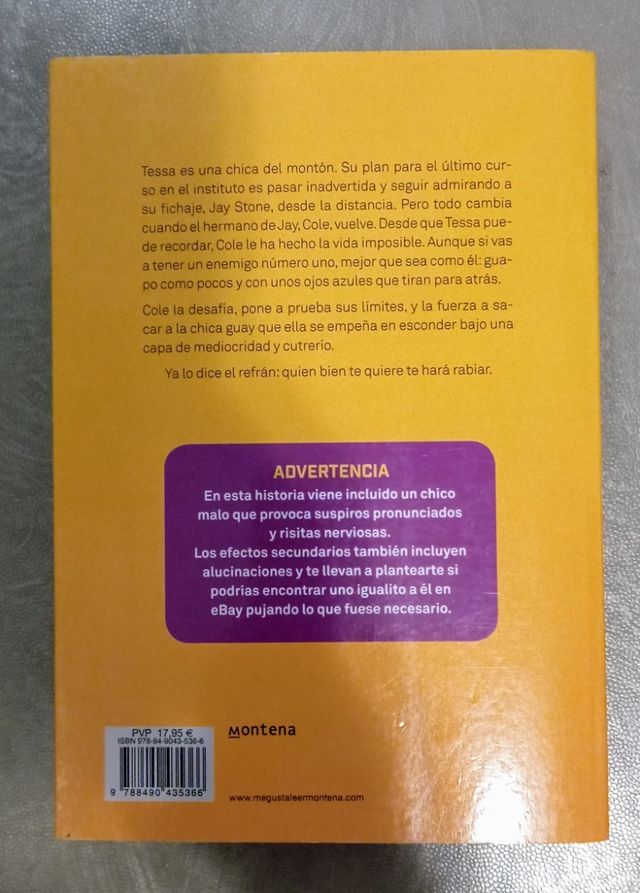 Tessa es una chica del montón. Su plan para el último cur-
so en el instituto es pasar inadvertida y seguir admirando a
su fichaje, Jay Stone, desde la distancia. Pero todo cambia
cuando el hermano de Jay, Cole, vuelve. Desde que Tessa pue-
de recordar, Cole le ha hecho la vida imposible. Aunque si vas
a tener un enemigo número uno, mejor que sea como él: gua-
po como pocos y con unos ojos azules que tiran para atrás.
Cole la desafía, pone a prueba sus límites, y la fuerza a sa-
car a la chica guay que ella se empeña en esconder bajo una
capa de mediocridad y cutrerío.
Ya lo dice el refrán: quien bien te quiere te hará rabiar.
ADVERTENCIA
En esta historia viene incluido un chico
malo que provoca suspiros pronunciados
y risitas nerviosas.
Los efectos secundarios también incluyen
alucinaciones y te llevan a plantearte si
podrías encontrar uno igualito a él en
eBay pujando lo que fuese necesario.
PVP 17,95 €
ISBN 978-84-9043-536-6
9 788490 435366
Montena
www.megustaleermontena.com